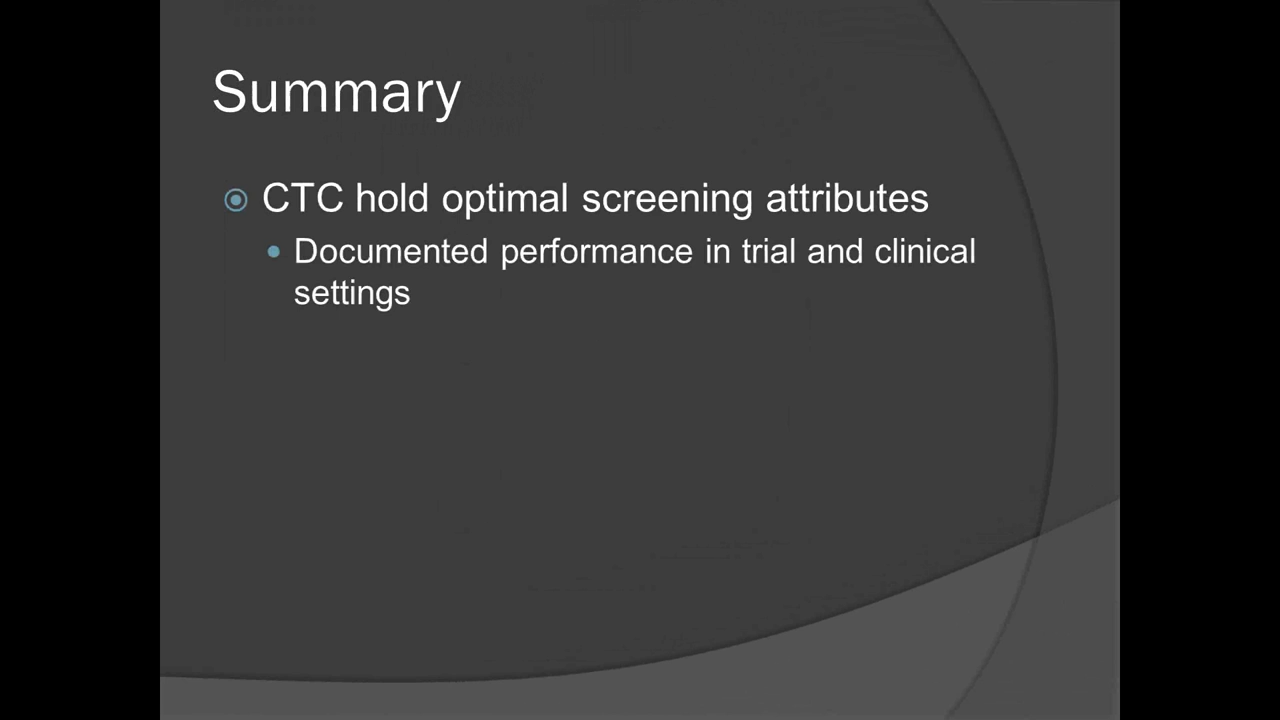 Summary
CTC hold optimal screening attributes
Documented performance in trial and clinical
settings